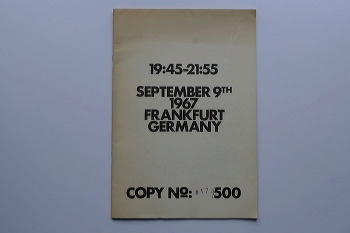 19:45-21:55
SEPTEMBER 9TH
1967
FRANKFURT
GERMANY
COPY No: 500